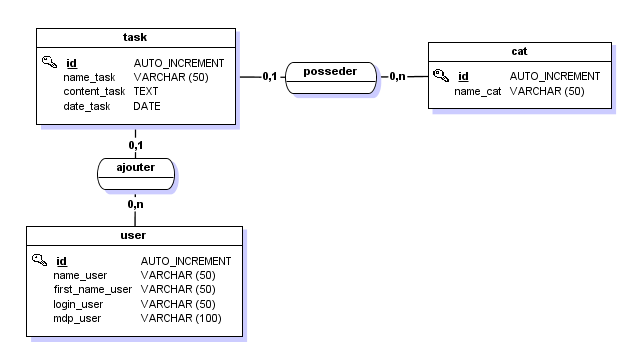 task
id AUTO_INCREMENT
name_task VARCHAR (50)
content_task TEXT
date_task DATE
0,1
posseder
0,n
cat
id AUTO_INCREMENT
name_cat VARCHAR (50)
0,1
ajouter
0,n
user
id AUTO_INCREMENT
name_user VARCHAR (50)
first_name_user VARCHAR (50)
login_user VARCHAR (50)
mdp_user VARCHAR (100)